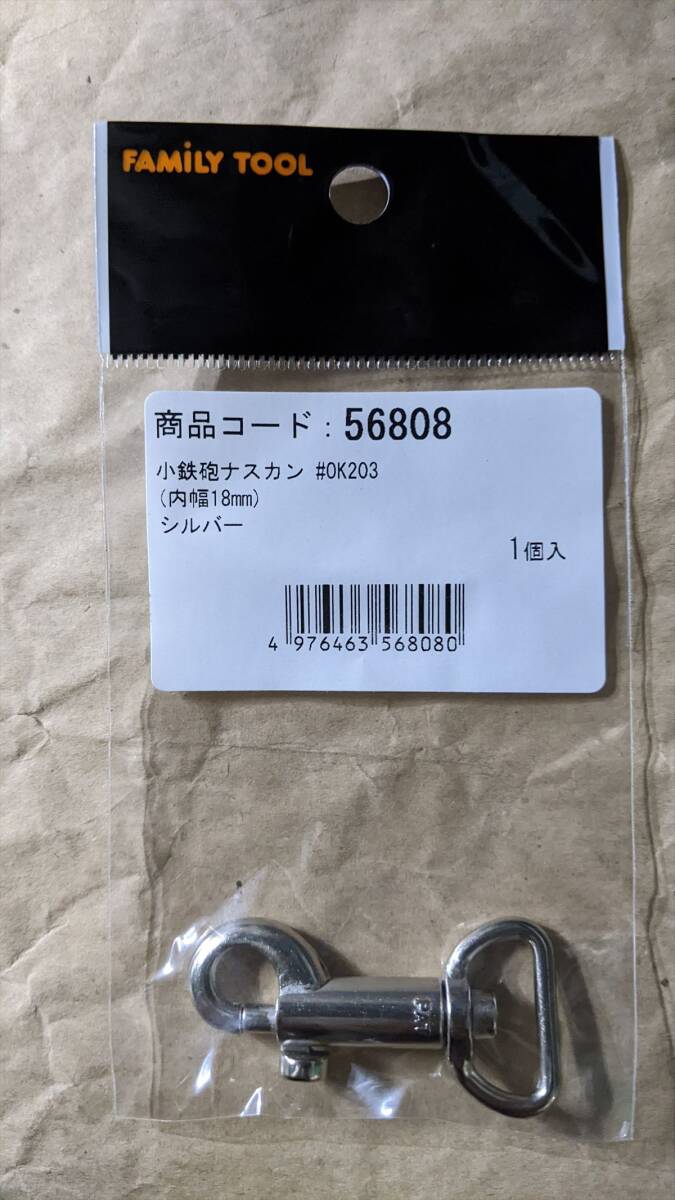 FAMiLY TOOL
商品コード：56808
小鉄砲ナスカン #OK203
(内幅18mm)
シルバー
1個入
4 976463 568080
PAT